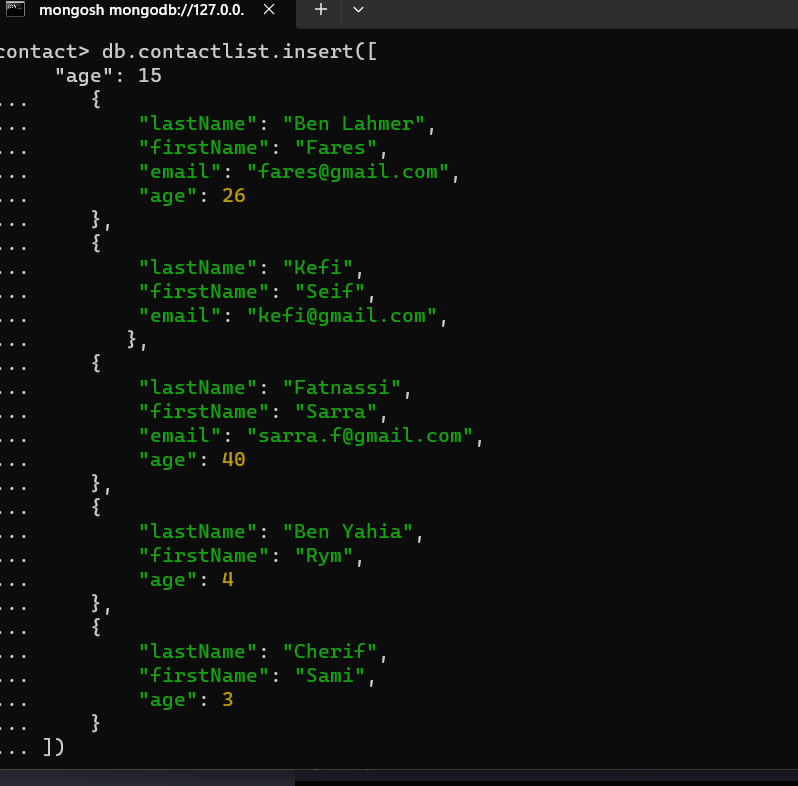 mongosh mongodb://127.0.0.
contact> db.contactlist.insert([
"age": 15
... {
... "lastName": "Ben Lahmer",
... "firstName": "Fares",
... "email": "fares@gmail.com",
... "age": 26
... },
... {
... "lastName": "Kefi",
... "firstName": "Seif",
... "email": "kefi@gmail.com",
... },
... {
... "lastName": "Fatnassi",
... "firstName": "Sarra",
... "email": "sarra.f@gmail.com",
... "age": 40
... },
... {
... "lastName": "Ben Yahia",
... "firstName": "Rym",
... "age": 4
... },
... {
... "lastName": "Cherif",
... "firstName": "Sami",
... "age": 3
... }
... ])